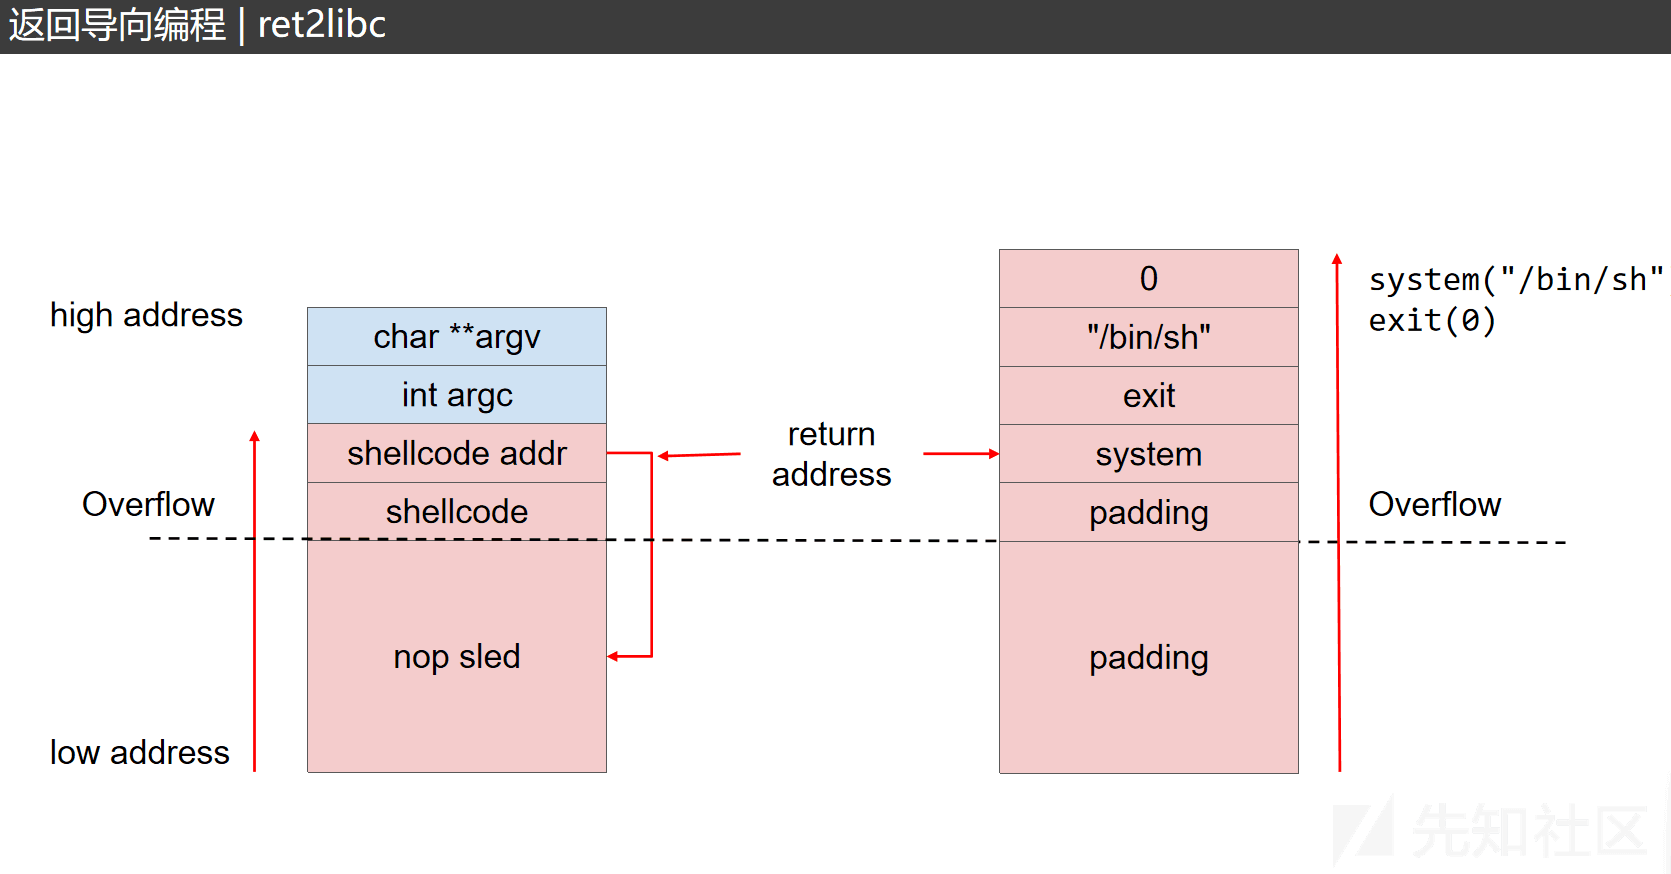 返回导向编程 | ret2libc
high address
char **argv
int argc
shellcode addr
Overflow
shellcode
nop sled
low address
return
address
0
"/bin/sh"
exit
system
padding
padding
system("/bin/sh"
exit(0)
Overflow
先知社区